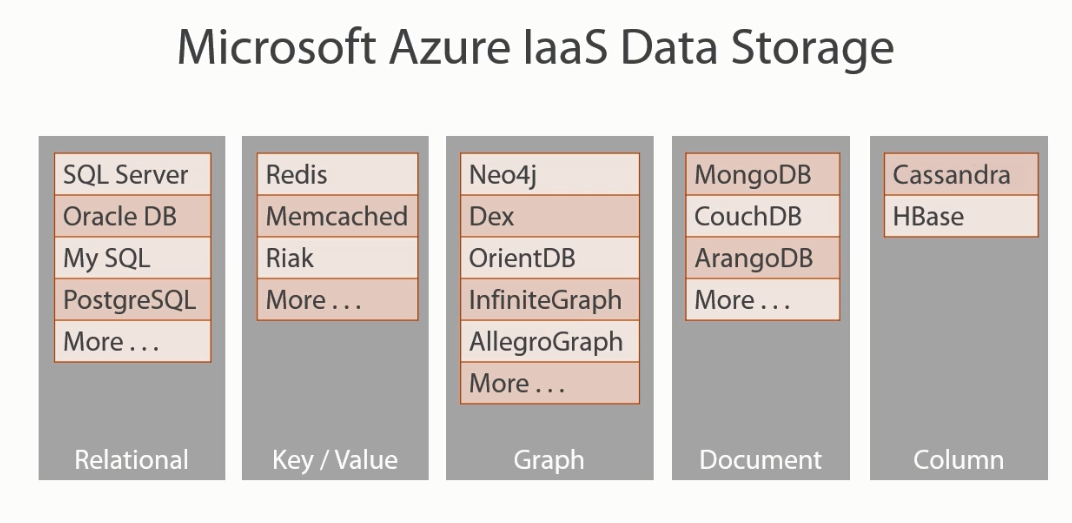 Microsoft Azure IaaS Data Storage
SQL Server
Oracle DB
My SQL
PostgreSQL
More . . .
Relational
Redis
Memcached
Riak
More . . .
Key / Value
Neo4j
Dex
OrientDB
InfiniteGraph
AllegroGraph
More . . .
Graph
MongoDB
CouchDB
ArangoDB
More . . .
Document
Cassandra
HBase
Column